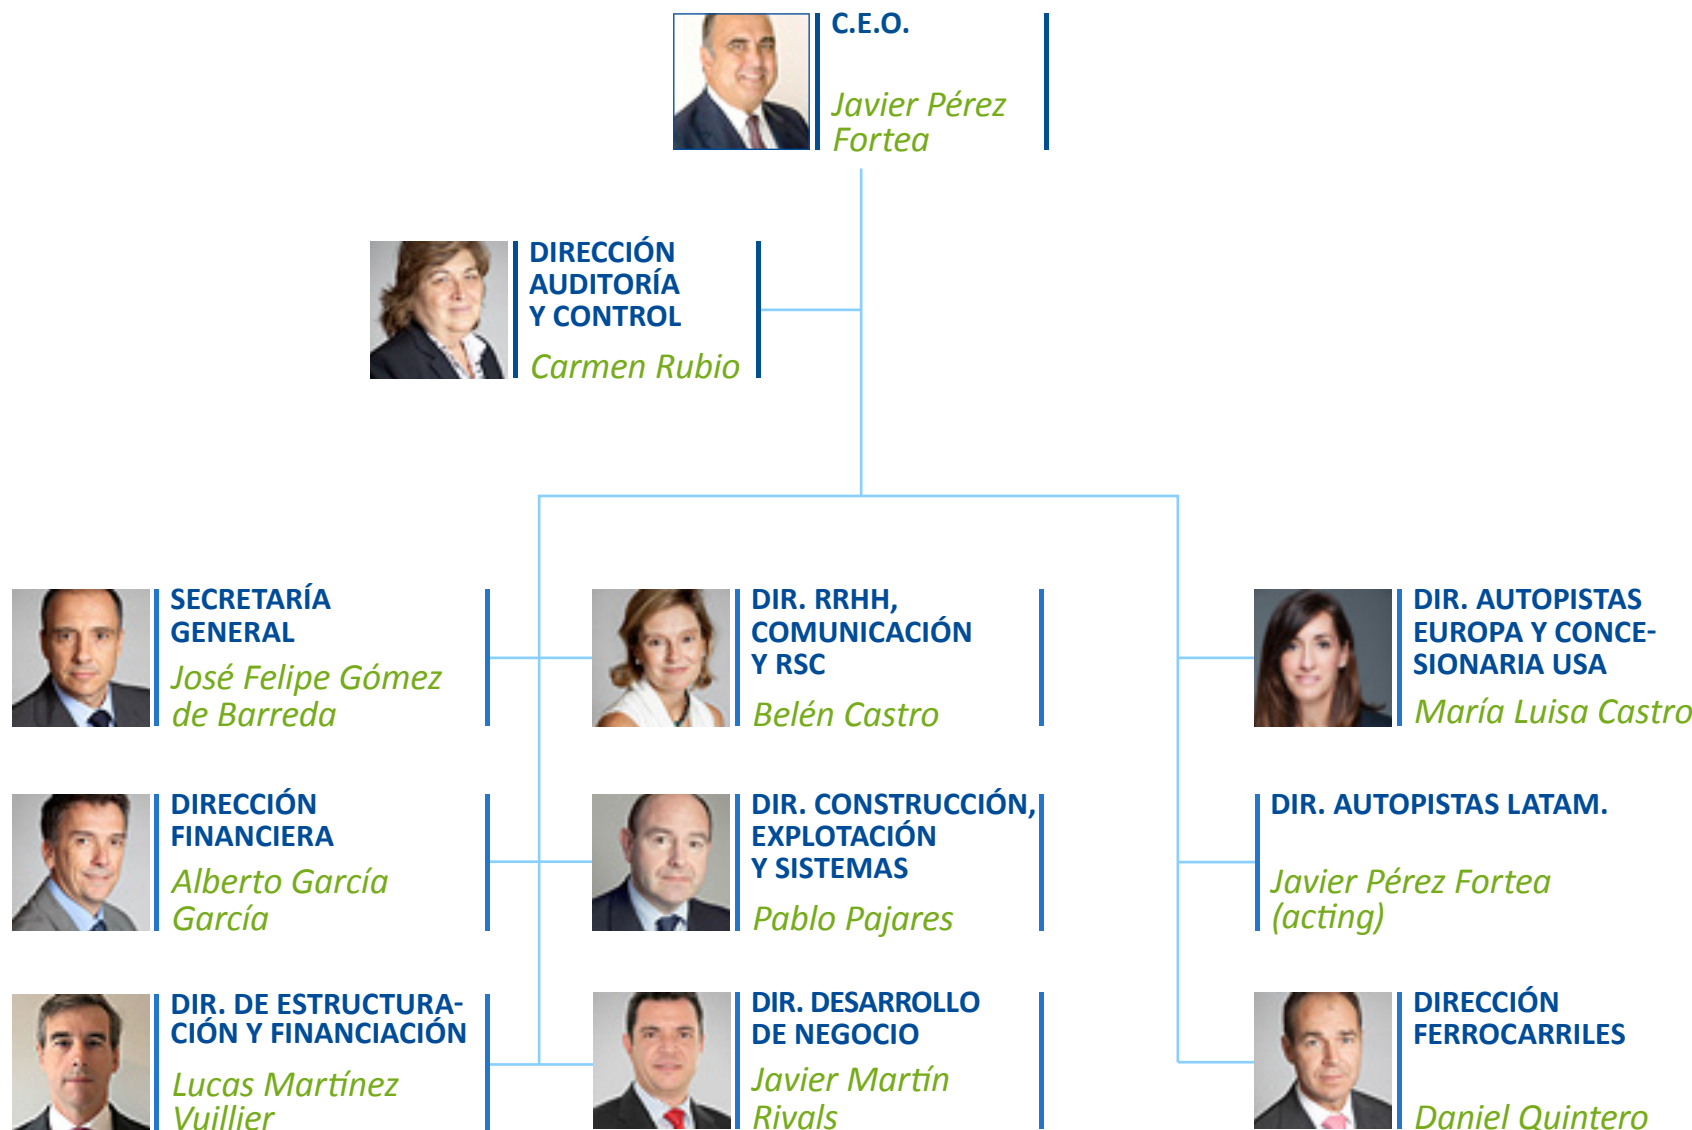 C.E.O.
Javier Pérez
Fortea
DIRECCIÓN
AUDITORÍA
Y CONTROL
Carmen Rubio
SECRETARÍA
GENERAL
José Felipe Gómez
de Barreda
DIR. RRHH,
COMUNICACIÓN
Y RSC
Belén Castro
DIR. AUTOPISTAS
EUROPA Y CONCE-
SIONARIA USA
María Luisa Castro
DIRECCIÓN
FINANCIERA
Alberto García
García
DIR. CONSTRUCCIÓN,
EXPLOTACIÓN
Y SISTEMAS
Pablo Pajares
DIR. AUTOPISTAS LATAM.
Javier Pérez Fortea
(acting)
DIR. DE ESTRUCTURA-
CIÓN Y FINANCIACIÓN
Lucas Martínez
Vuillier
DIR. DESARROLLO
DE NEGOCIO
Javier Martín
Rivals
DIRECCIÓN
FERROCARRILES
Daniel Quintero